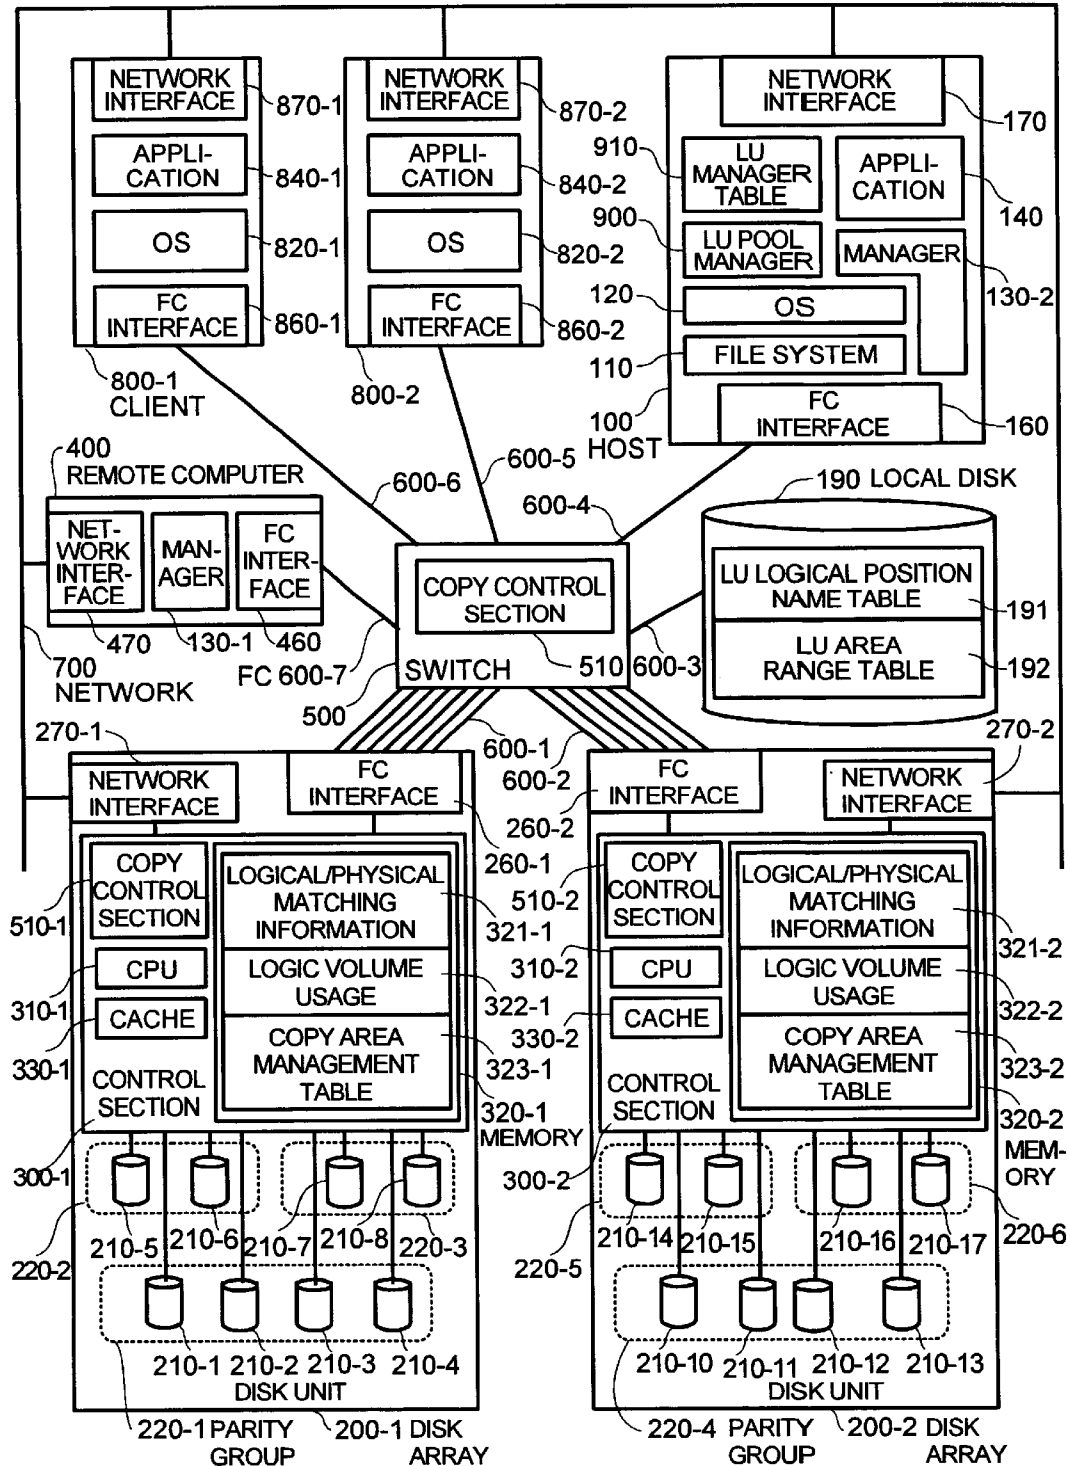 NETWORK
INTERFACE
870-1
APPLI-
CATION
840-1
OS
820-1
FC
INTERFACE
860-1
800-1
CLIENT
NETWORK
INTERFACE
870-2
APPLI-
CATION
840-2
OS
820-2
FC
INTERFACE
860-2
800-2
NETWORK
INTERFACE
170
910
LU
MANAGER
TABLE
APPLI-
CATION
140
900
LU POOL
MANAGER
MANAGER
130-2
120
OS
110
FILE SYSTEM
100
HOST
FC
INTERFACE
160
400
REMOTE COMPUTER
NET-
WORK
INTER-
FACE
470
MAN-
AGER
130-1
FC
INTER-
FACE
460
600-6
600-5
600-4
190 LOCAL DISK
LU LOGICAL POSITION
NAME TABLE
191
LU AREA
RANGE TABLE
192
COPY CONTROL
SECTION
510
SWITCH
500
600-3
FC 600-7
700
NETWORK
600-1
600-2
270-1
NETWORK
INTERFACE
FC
INTERFACE
260-1
COPY
CONTROL
SECTION
510-1
CPU
310-1
CACHE
330-1
CONTROL
SECTION
300-1
LOGICAL/PHYSICAL
MATCHING
INFORMATION
321-1
LOGIC VOLUME
USAGE
322-1
COPY AREA
MANAGEMENT
TABLE
323-1
320-1
MEMORY
210-5
210-6
210-7
210-8
220-2
220-3
210-1
210-2
210-3
210-4
DISK UNIT
220-1 PARITY
GROUP
200-1 DISK
ARRAY
270-2
FC
INTERFACE
260-2
NETWORK
INTERFACE
COPY
CONTROL
SECTION
510-2
CPU
310-2
CACHE
330-2
CONTROL
SECTION
300-2
LOGICAL/PHYSICAL
MATCHING
INFORMATION
321-2
LOGIC VOLUME
USAGE
322-2
COPY AREA
MANAGEMENT
TABLE
323-2
320-2
MEM-
ORY
210-14
210-15
210-16
210-17
220-5
220-6
210-10
210-11
210-12
210-13
DISK UNIT
220-4 PARITY
GROUP
200-2 DISK
ARRAY